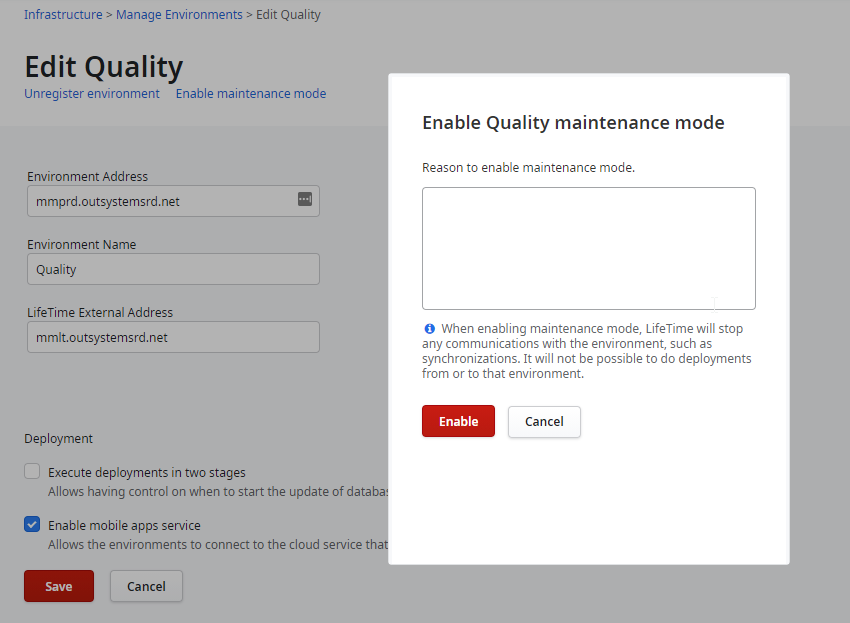 Infrastructure > Manage Environments > Edit Quality
Edit Quality
Unregister environment Enable maintenance mode
Environment Address
mmprd.outsystemsrd.net
Environment Name
Quality
LifeTime External Address
mmlt.outsystemsrd.net
Deployment
Execute deployments in two stages
Allows having control on when to start the update of databas
Enable mobile apps service
Allows the environments to connect to the cloud service that
Save Cancel
Enable Quality maintenance mode
Reason to enable maintenance mode.
When enabling maintenance mode, LifeTime will stop
any communications with the environment, such as
synchronizations. It will not be possible to do deployments
from or to that environment.
Enable Cancel